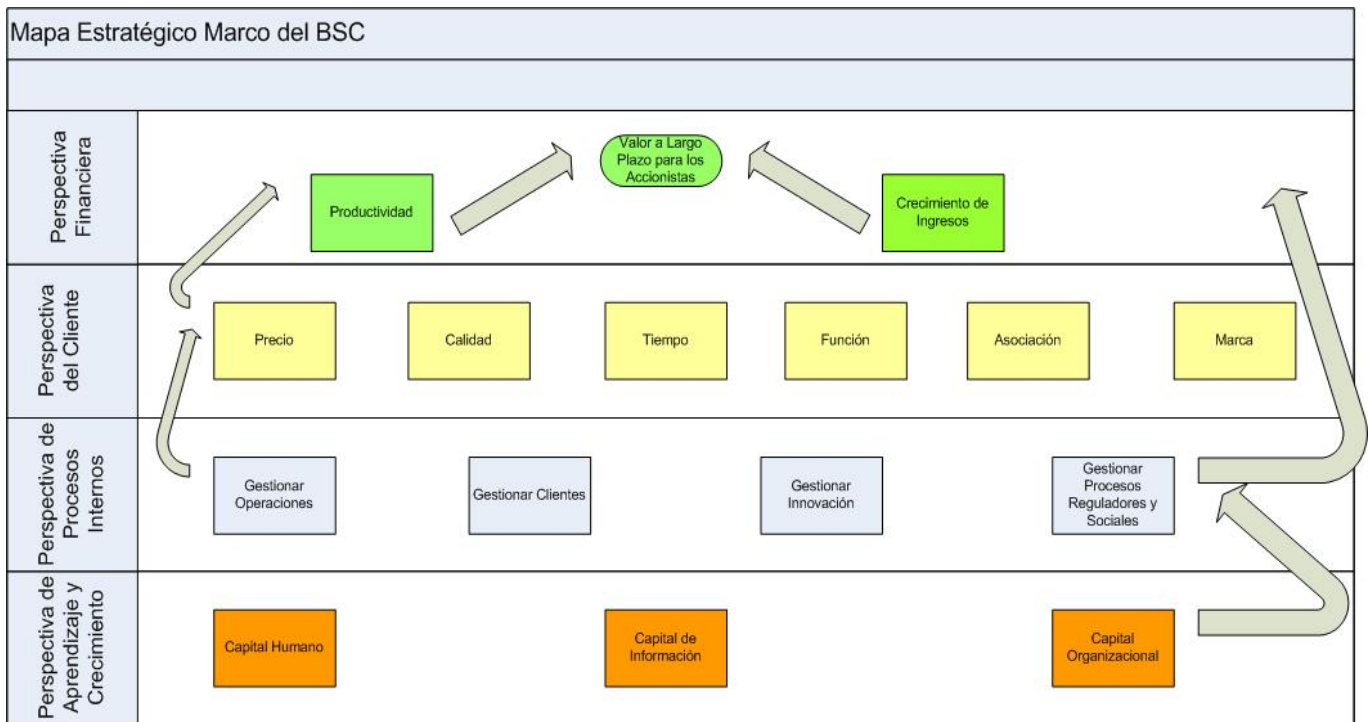 Mapa Estratégico Marco del BSC
Perspectiva
Financiera
Valor a Largo
Plazo para los
Accionistas
Productividad
Crecimiento de
Ingresos
Perspectiva
del Cliente
Precio
Calidad
Tiempo
Función
Asociación
Marca
Perspectiva de
Procesos
Internos
Gestionar
Operaciones
Gestionar Clientes
Gestionar
Innovación
Gestionar
Procesos
Reguladores y
Sociales
Perspectiva de
Aprendizaje y
Crecimiento
Capital Humano
Capital de
Información
Capital
Organizacional